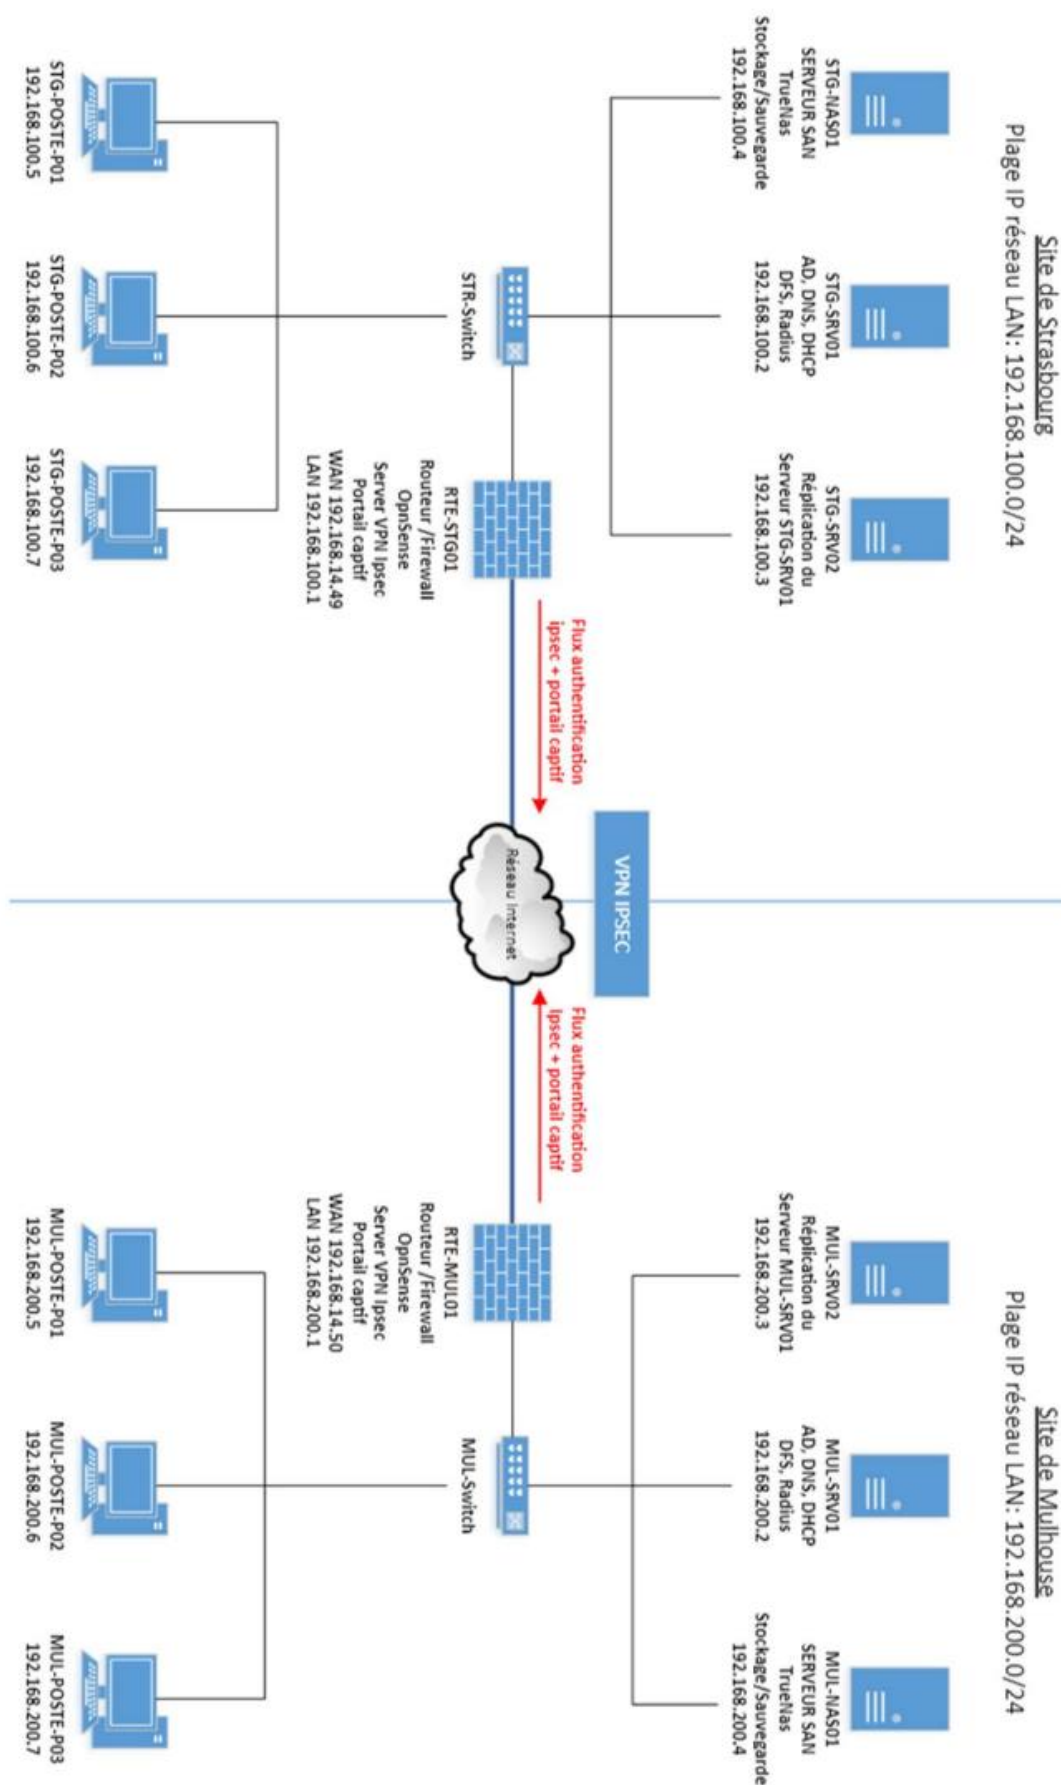 Site de Strasbourg
Plage IP réseau LAN: 192.168.100.0/24
STG-NAS01
SERVEUR SAN
TrueNas
Stockage/Sauvegarde
192.168.100.4
STG-SRV01
AD, DNS, DHCP
DFS, Radius
192.168.100.2
STG-SRV02
Réplication du
Serveur STG-SRV01
192.168.100.3
STR-Switch
RTE-STG01
Routeur /Firewall
OpnSense
Server VPN Ipsec
Portail captif
WAN 192.168.14.49
LAN 192.168.100.1
STG-POSTE-P01
192.168.100.5
STG-POSTE-P02
192.168.100.6
STG-POSTE-P03
192.168.100.7
Flux authentification
ipsec + portail captif
VPN IPSEC
Réseau Internet
Flux authentification
Ipsec + portail captif
Site de Mulhouse
Plage IP réseau LAN: 192.168.200.0/24
MUL-SRV02
Réplication du
Serveur MUL-SRV01
192.168.200.3
MUL-SRV01
AD, DNS, DHCP
DFS, Radius
192.168.200.2
MUL-NAS01
SERVEUR SAN
TrueNas
Stockage/Sauvegarde
192.168.200.4
RTE-MUL01
Routeur /Firewall
OpnSense
Server VPN Ipsec
Portail captif
WAN 192.168.14.50
LAN 192.168.200.1
MUL-Switch
MUL-POSTE-P01
192.168.200.5
MUL-POSTE-P02
192.168.200.6
MUL-POSTE-P03
192.168.200.7